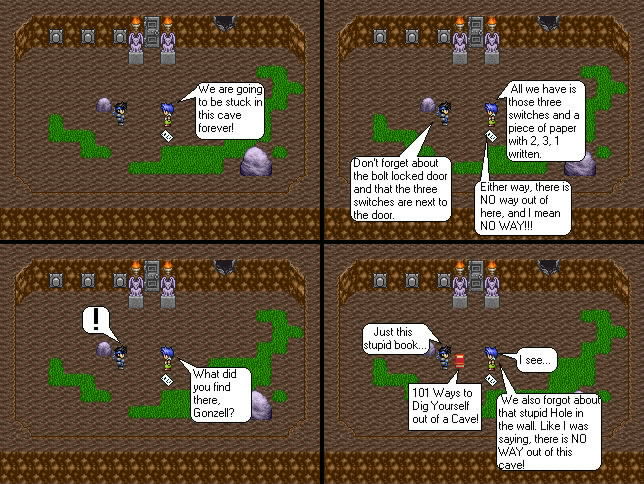 We are going
to be stuck in
this cave
forever!
All we have is
those three
switches and a
piece of paper
with 2, 3, 1
written.
Don't forget about
the bolt locked door
and that the three
switches are next to
the door.
Either way, there is
NO way out of
here, and I mean
NO WAY!!!
!
What did
you find
there,
Gonzell?
Just this
stupid book...
101 Ways to
Dig Yourself
out of a Cave!
I see...
We also forgot about
that stupid Hole in
the wall. Like I was
saying, there is NO
WAY out of this
cave!